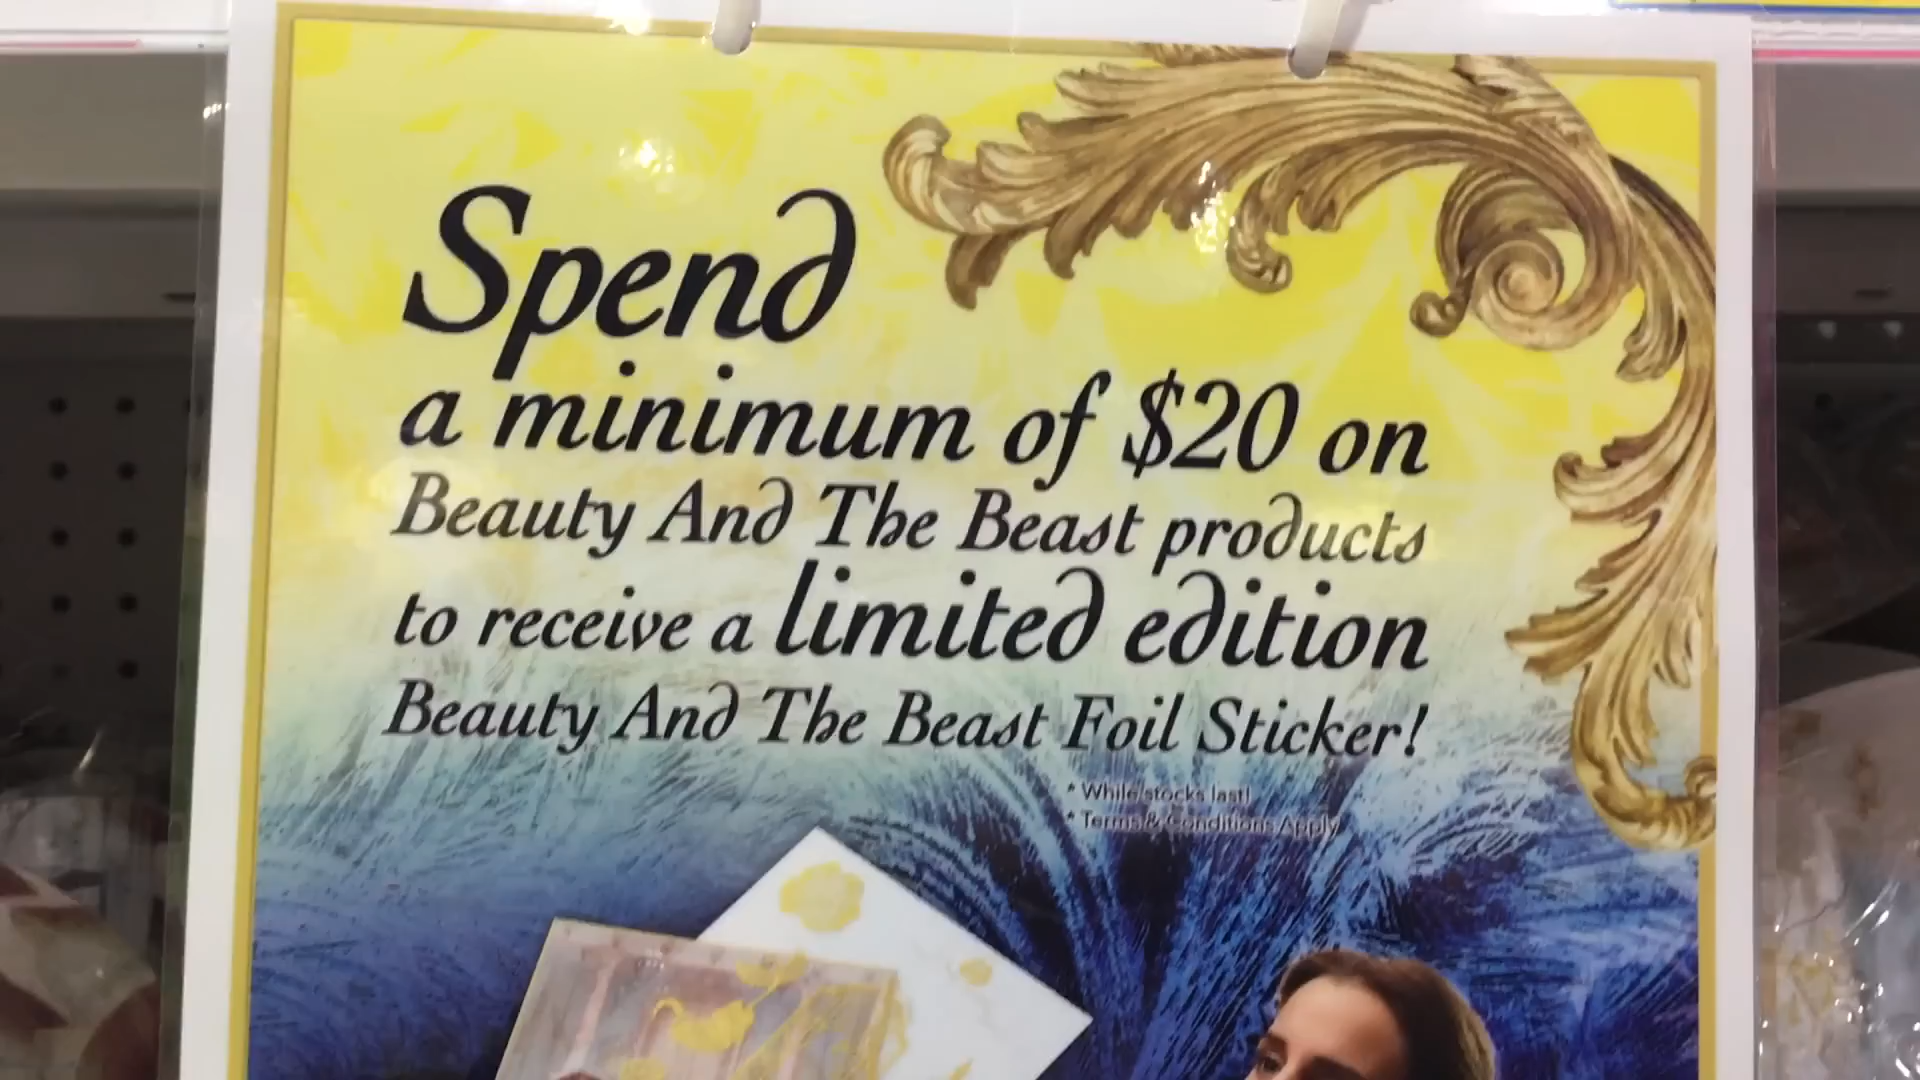 Spend
a minimum of $20 on
Beauty And The Beast products
to receive a limited edition
Beauty And The Beast Foil Sticker!
* While stocks last!
* Terms & Conditions Apply